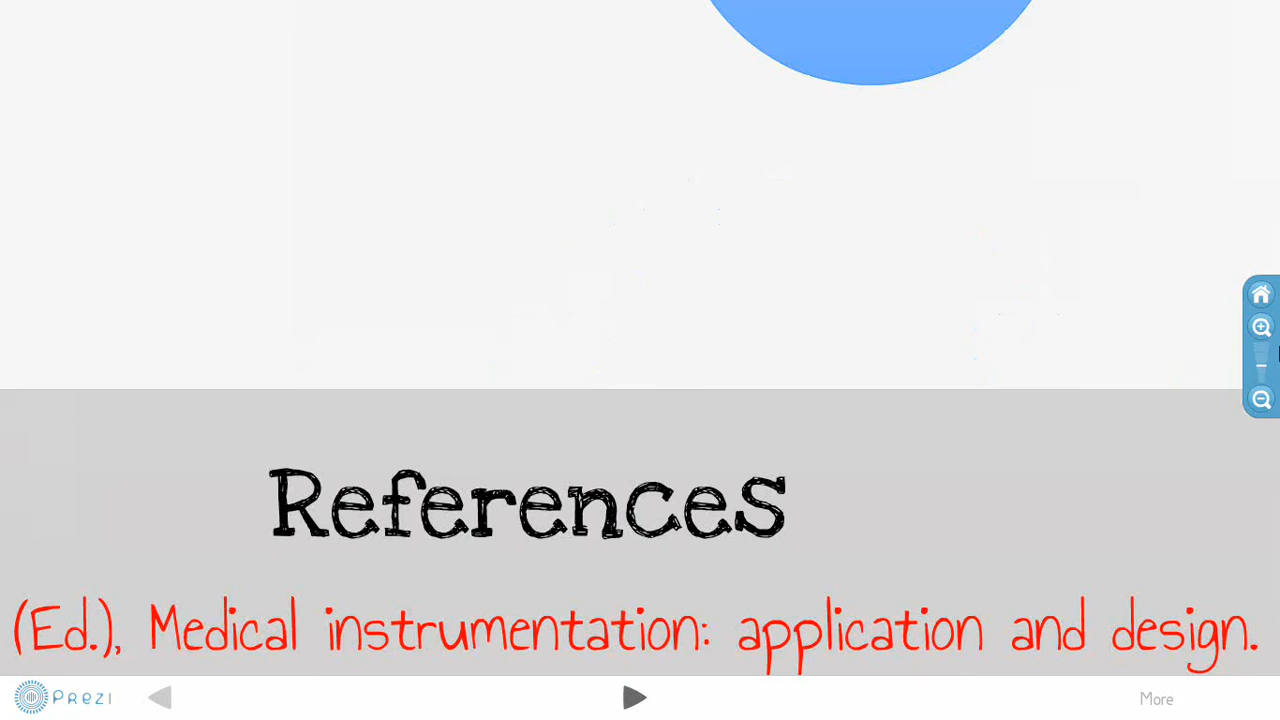 References
(Ed.), Medical instrumentation: application and design.
Prezi
More